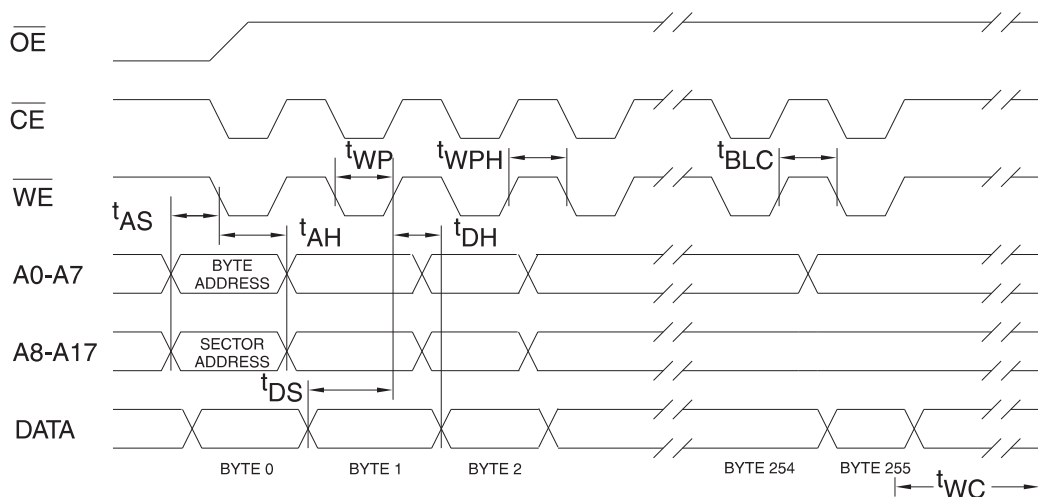 OE
CE
tWP
tWPH
tBLC
WE
tAS
tAH
tDH
A0-A7
BYTE
ADDRESS
A8-A17
SECTOR
ADDRESS
tDS
DATA
BYTE 0
BYTE 1
BYTE 2
BYTE 254
BYTE 255
tWC